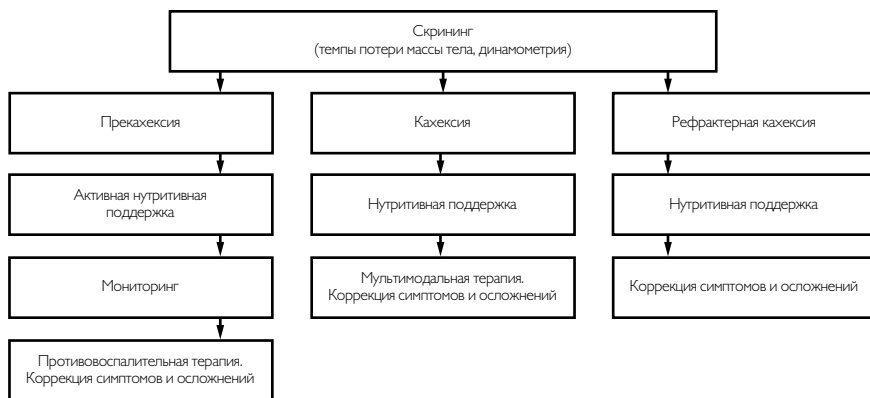 Скрининг
(темпы потери массы тела, динамометрия)
Прекахексия
Кахексия
Рефрактерная кахексия
Активная нутритивная
поддержка
Нутритивная поддержка
Нутритивная поддержка
Мониторинг
Мультимодальная терапия.
Коррекция симптомов и осложнений
Коррекция симптомов и осложнений
Противовоспалительная терапия.
Коррекция симптомов и осложнений